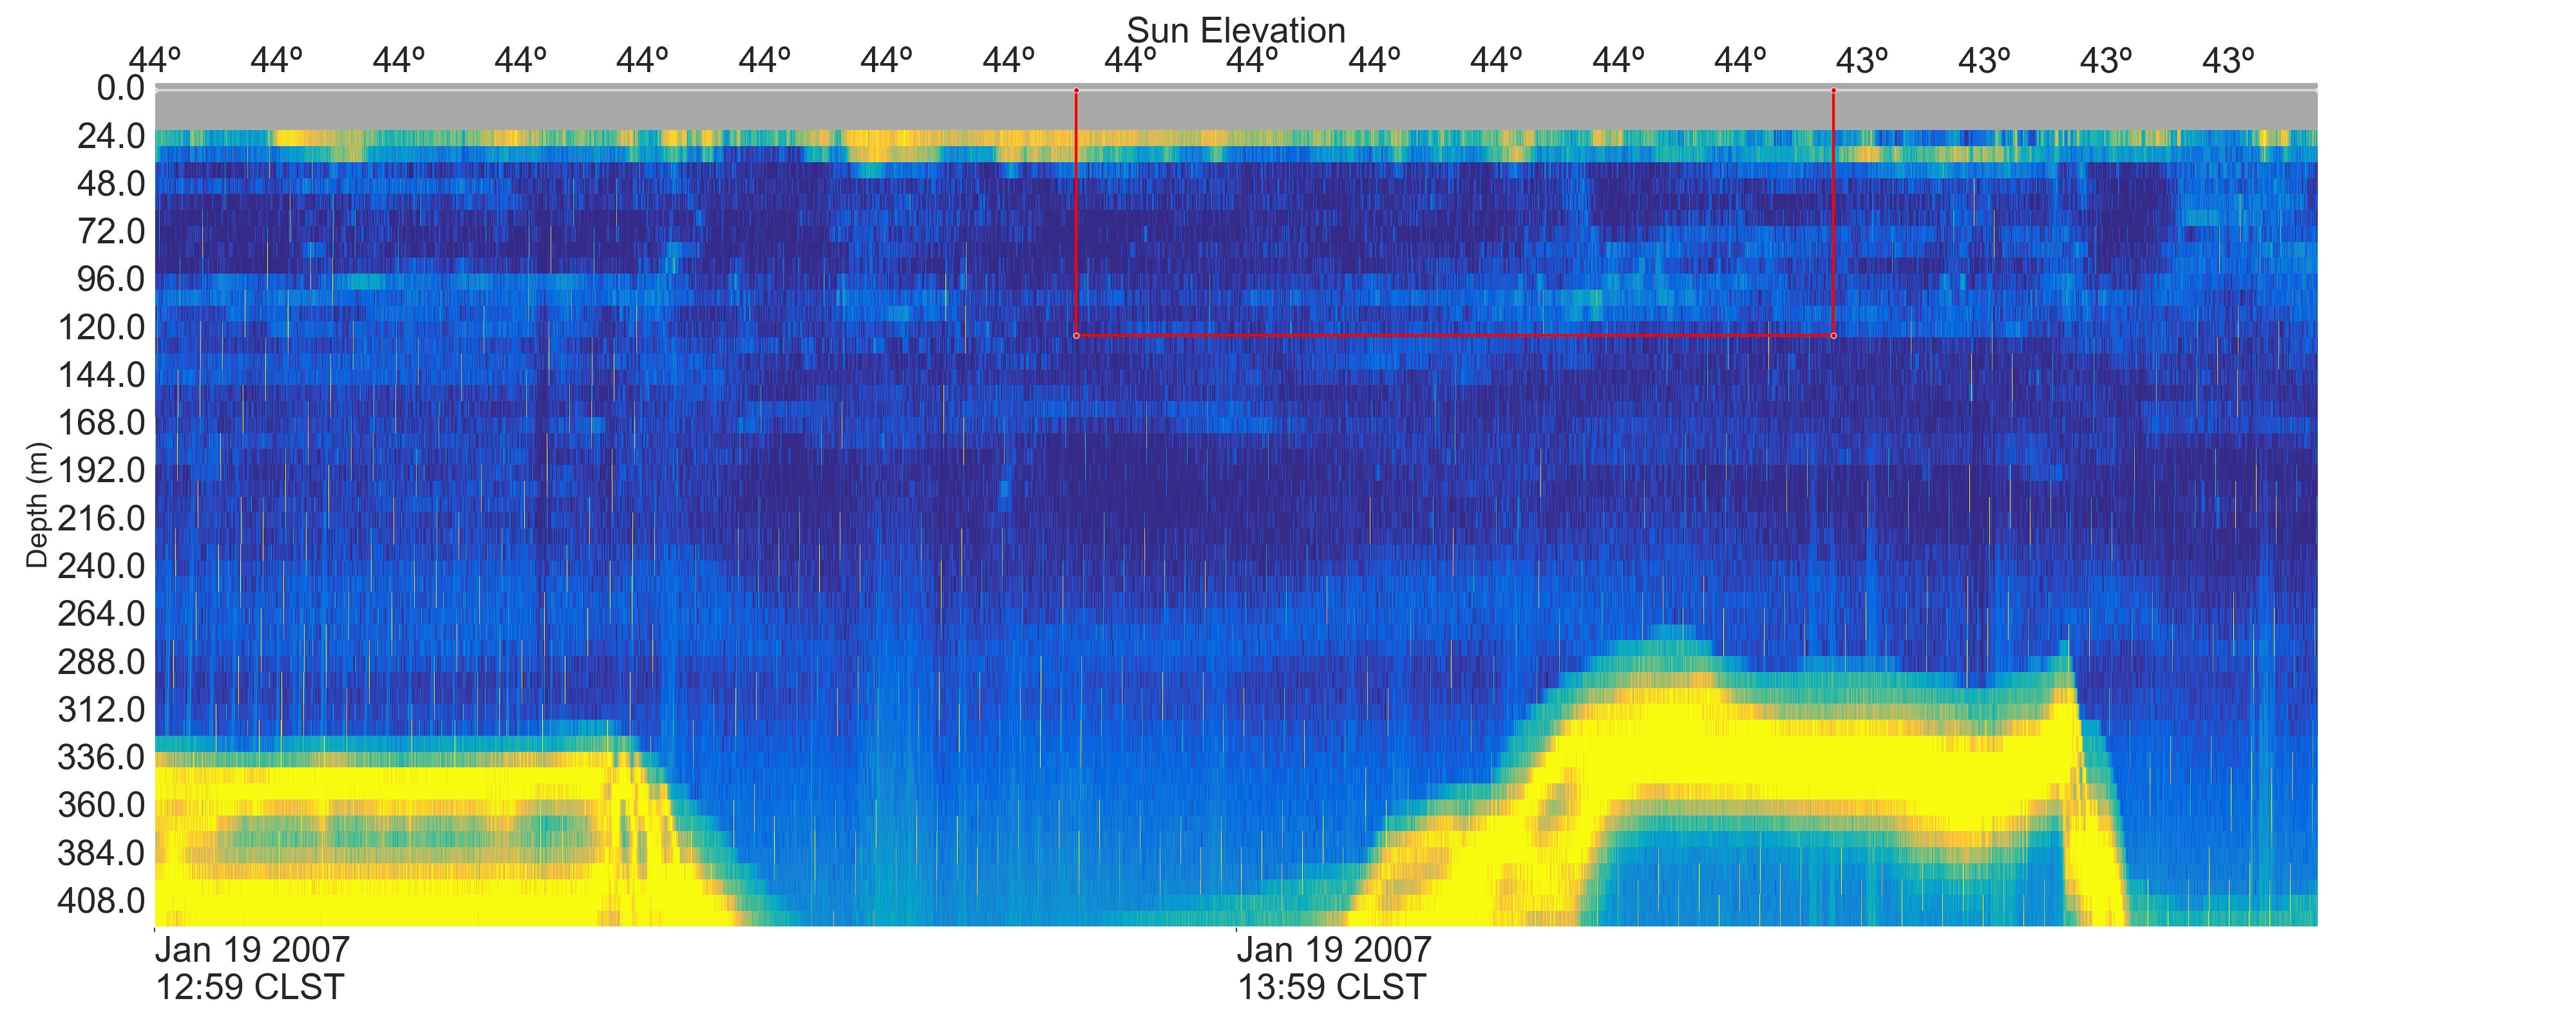 Sun Elevation
44º 44º 44º 44º 44º 44º 44º 44º 44º 44º 44º 44º 44º 44º 43º 43º 43º 43º
0.0
24.0
48.0
72.0
96.0
120.0
144.0
168.0
192.0
216.0
240.0
264.0
288.0
312.0
336.0
360.0
384.0
408.0
Depth (m)
Jan 19 2007
12:59 CLST
Jan 19 2007
13:59 CLST